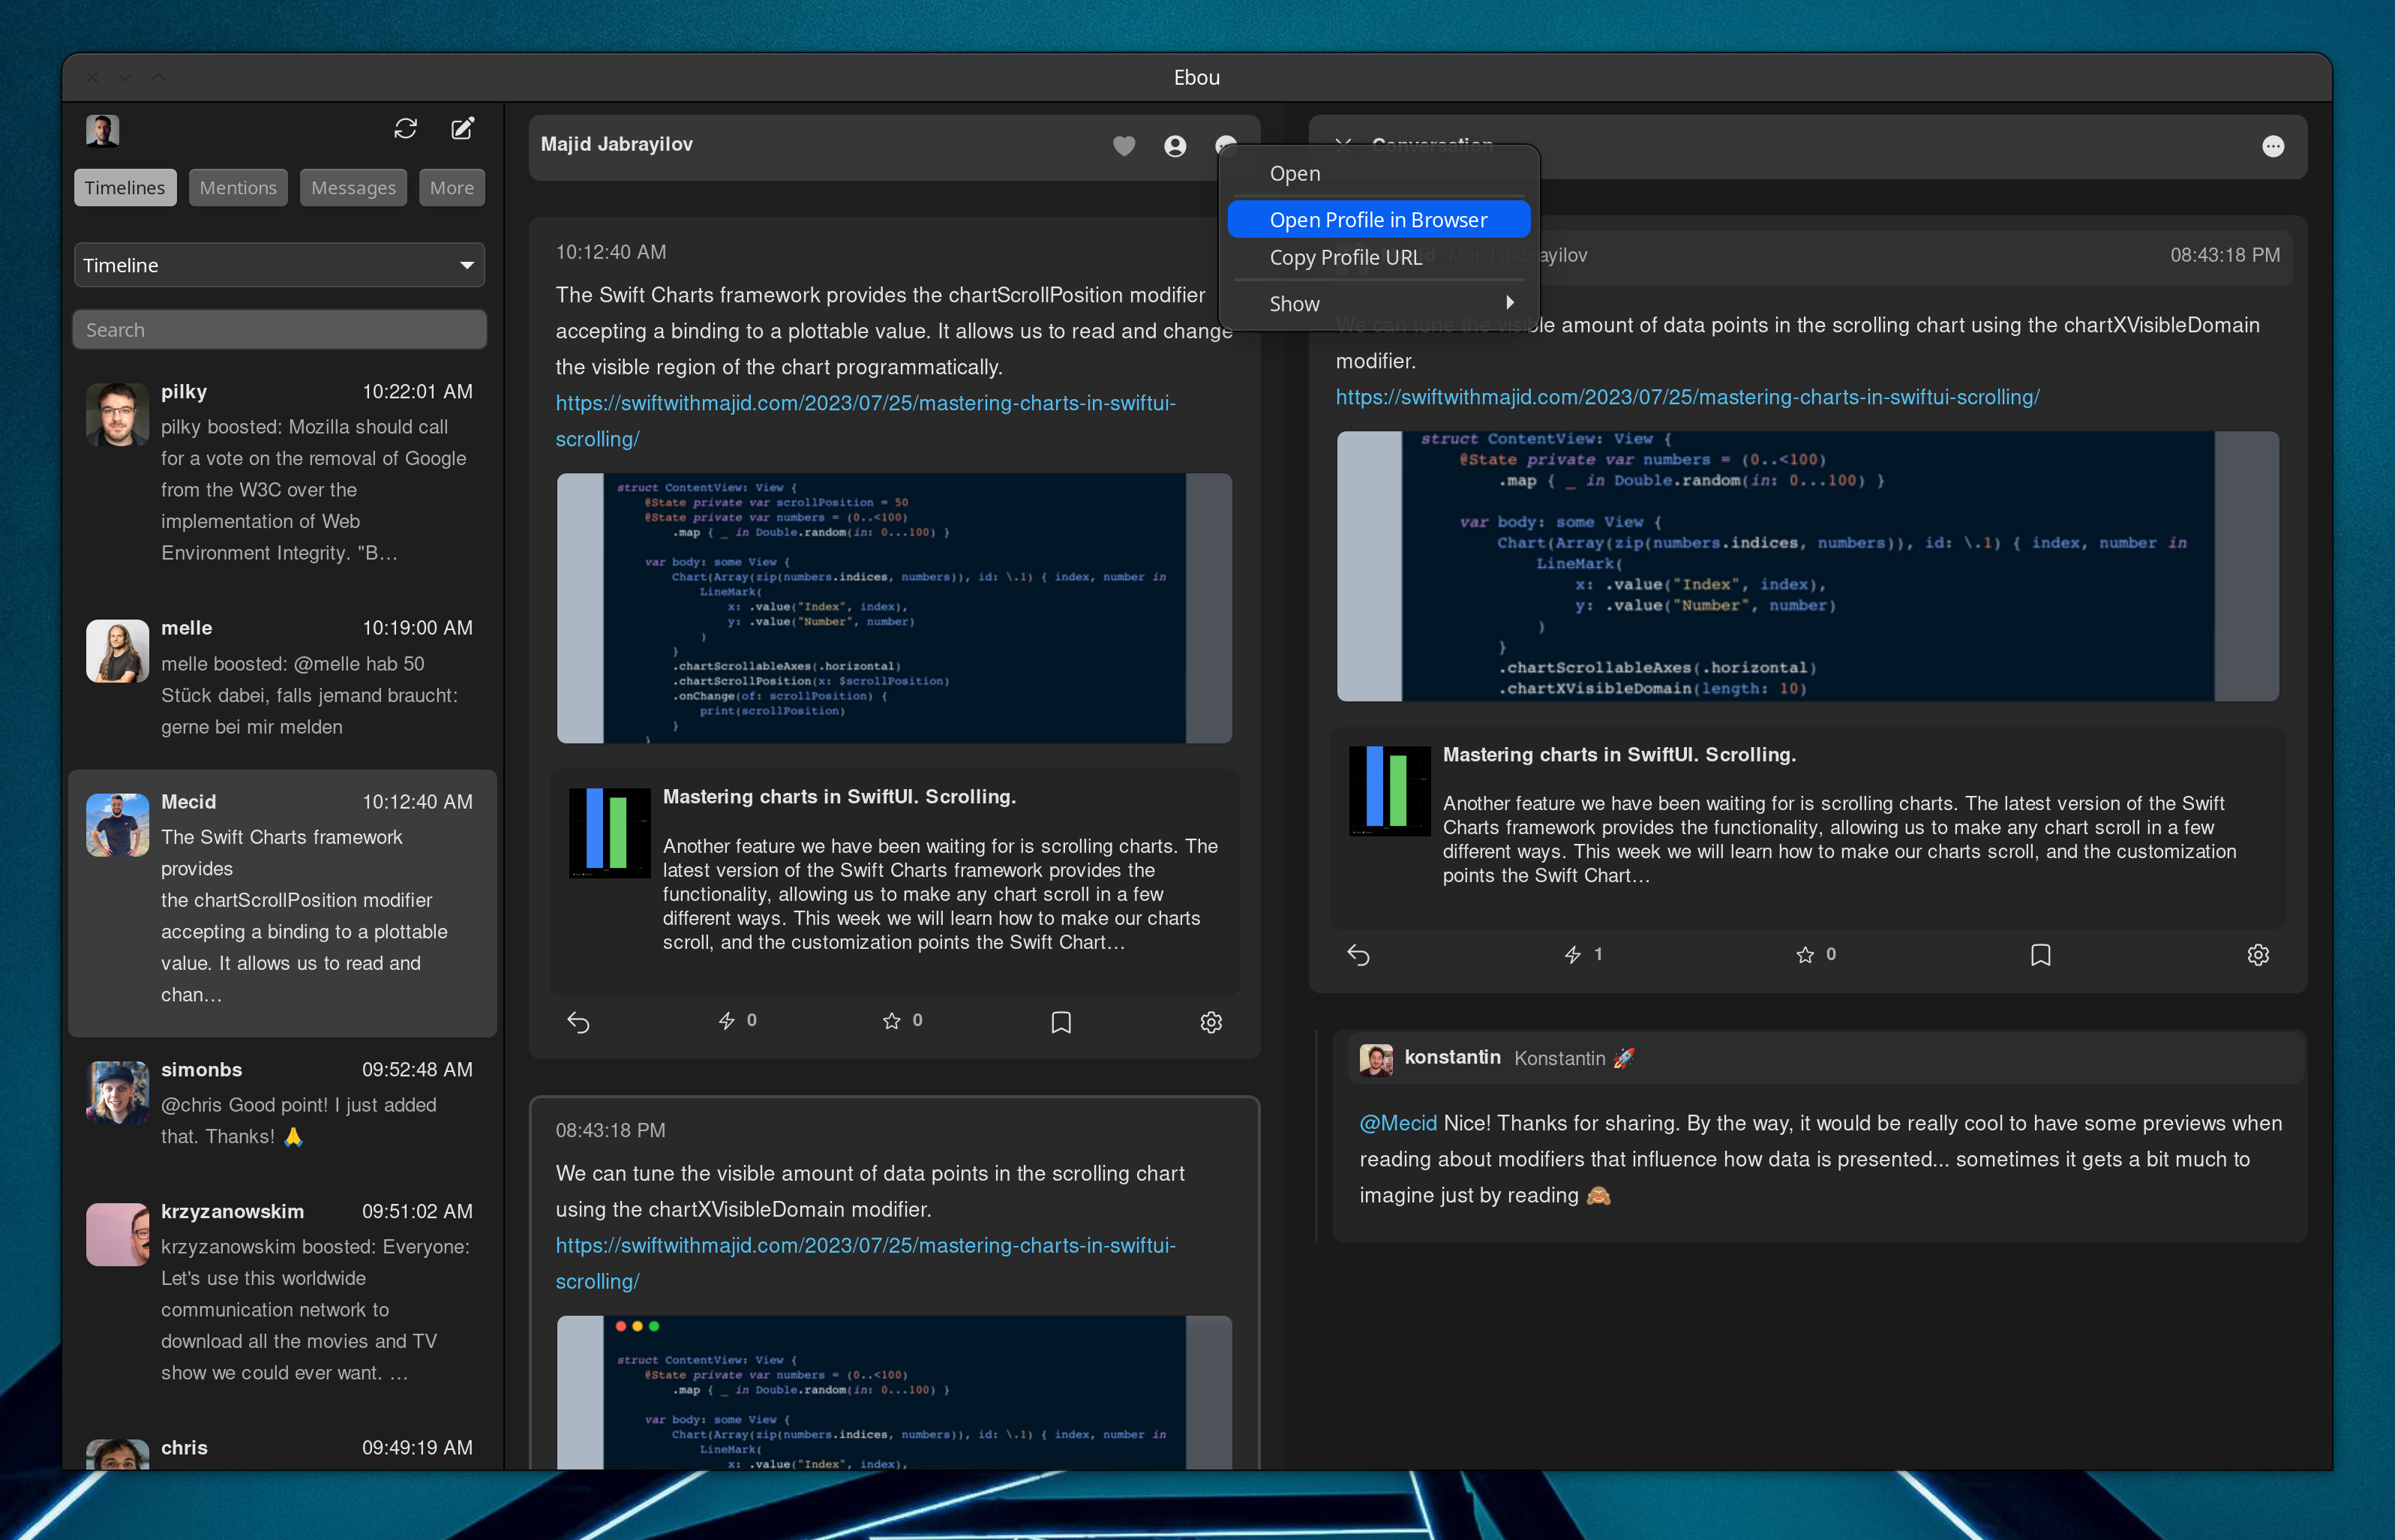 Ebou
Timelines
Mentions
Messages
More
Timeline
Search
pilky
10:22:01 AM
pilky boosted: Mozilla should call
for a vote on the removal of Google
from the W3C over the
implementation of Web
Environment Integrity. "B…
melle
10:19:00 AM
melle boosted: @melle hab 50
Stück dabei, falls jemand braucht:
gerne bei mir melden
Mecid
10:12:40 AM
The Swift Charts framework
provides
the chartScrollPosition modifier
accepting a binding to a plottable
value. It allows us to read and
chan…
simonbs
09:52:48 AM
@chris Good point! I just added
that. Thanks! 🙏
krzyzanowskim
09:51:02 AM
krzyzanowskim boosted: Everyone:
Let's use this worldwide
communication network to
download all the movies and TV
show we could ever want. …
chris
09:49:19 AM
Majid Jabrayilov
10:12:40 AM
The Swift Charts framework provides the chartScrollPosition modifier
accepting a binding to a plottable value. It allows us to read and change
the visible region of the chart programmatically.
https://swiftwithmajid.com/2023/07/25/mastering-charts-in-swiftui-
scrolling/
struct ContentView: View {
@State private var scrollPosition = 50
@State private var numbers = (0..<100)
.map { _ in Double.random(in: 0...100) }
var body: some View {
Chart(Array(zip(numbers.indices, numbers)), id: \.1) { index, number in
LineMark(
x: .value("Index", index),
y: .value("Number", number)
)
}
.chartScrollableAxes(.horizontal)
.chartScrollPosition(x: $scrollPosition)
.onChange(of: scrollPosition) {
print(scrollPosition)
}
}
Mastering charts in SwiftUI. Scrolling.
Another feature we have been waiting for is scrolling charts. The
latest version of the Swift Charts framework provides the
functionality, allowing us to make any chart scroll in a few
different ways. This week we will learn how to make our charts
scroll, and the customization points the Swift Chart…
0
0
08:43:18 PM
We can tune the visible amount of data points in the scrolling chart
using the chartXVisibleDomain modifier.
https://swiftwithmajid.com/2023/07/25/mastering-charts-in-swiftui-
scrolling/
struct ContentView: View {
@State private var numbers = (0..<100)
.map { _ in Double.random(in: 0...100) }
var body: some View {
Chart(Array(zip(numbers.indices, numbers)), id: \.1) { index, number in
LineMark(
x: .value("Index", index),
Open
Open Profile in Browser
Copy Profile URL
Show
Conversation
Majid Jabrayilov
08:43:18 PM
We can tune the visible amount of data points in the scrolling chart using the chartXVisibleDomain
modifier.
https://swiftwithmajid.com/2023/07/25/mastering-charts-in-swiftui-scrolling/
struct ContentView: View {
@State private var numbers = (0..<100)
.map { _ in Double.random(in: 0...100) }
var body: some View {
Chart(Array(zip(numbers.indices, numbers)), id: \.1) { index, number in
LineMark(
x: .value("Index", index),
y: .value("Number", number)
)
}
.chartScrollableAxes(.horizontal)
.chartXVisibleDomain(length: 10)
Mastering charts in SwiftUI. Scrolling.
Another feature we have been waiting for is scrolling charts. The latest version of the Swift
Charts framework provides the functionality, allowing us to make any chart scroll in a few
different ways. This week we will learn how to make our charts scroll, and the customization
points the Swift Chart…
1
0
konstantin
Konstantin 🚀
@Mecid Nice! Thanks for sharing. By the way, it would be really cool to have some previews when
reading about modifiers that influence how data is presented... sometimes it gets a bit much to
imagine just by reading 🙈